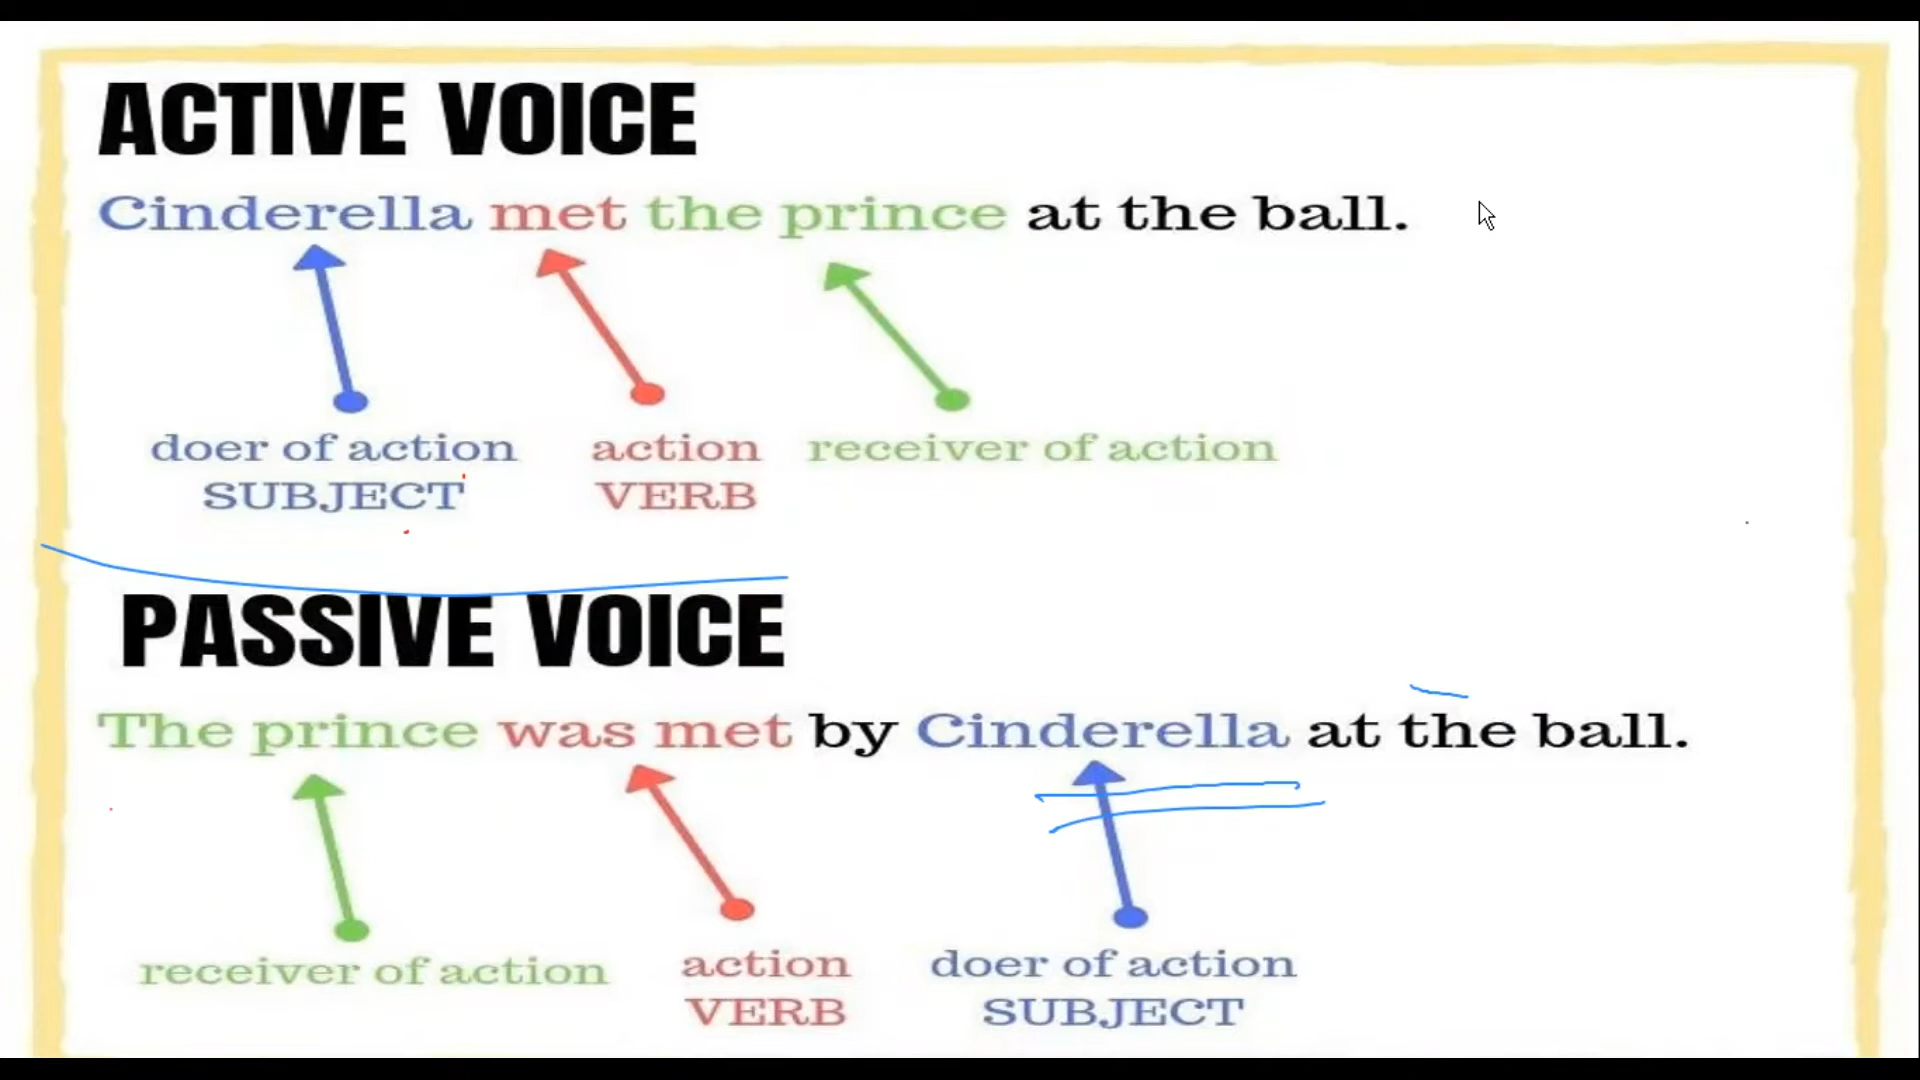 ACTIVE VOICE
Cinderella met the prince at the ball.
doer of action action receiver of action
SUBJECT VERB
PASSIVE VOICE
The prince was met by Cinderella at the ball.
receiver of action action doer of action
VERB SUBJECT